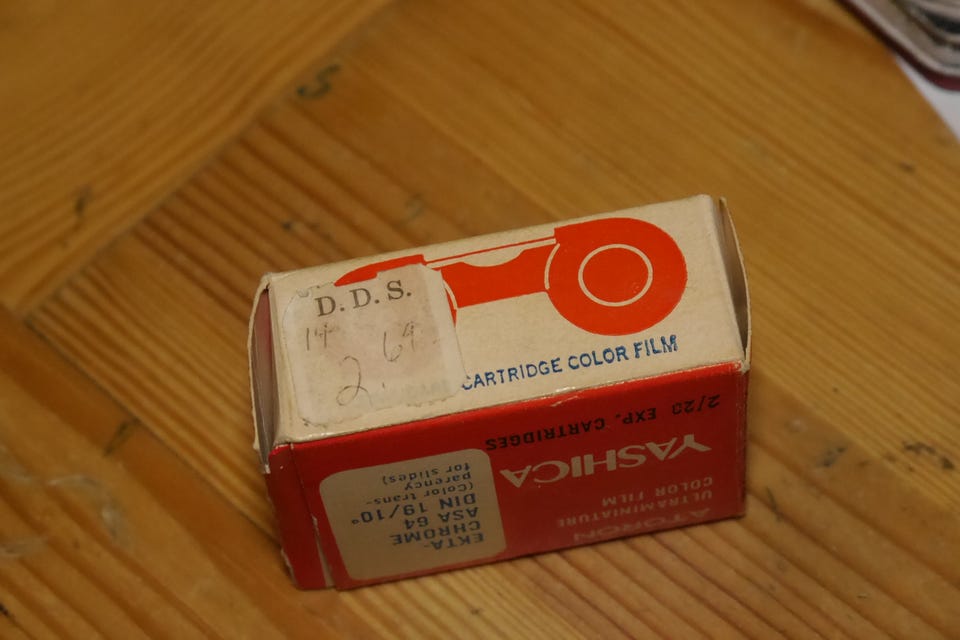 D. D. S.
14
2.69
CARTRIDGE COLOR FILM
2/20 EXP. CARTRIDGES
YASHICA
ATORON
ULTRAMINIATURE
COLOR FILM
EKTA-
CHROME
ASA 64
DIN 19/10°
(Color trans-
parency
for slides)